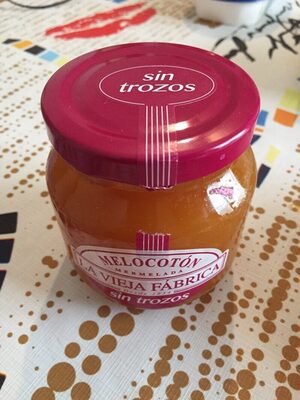 sin
trozos
MELOCOTÓN
MERMELADA
LA VIEJA FÁBRICA
sin trozos